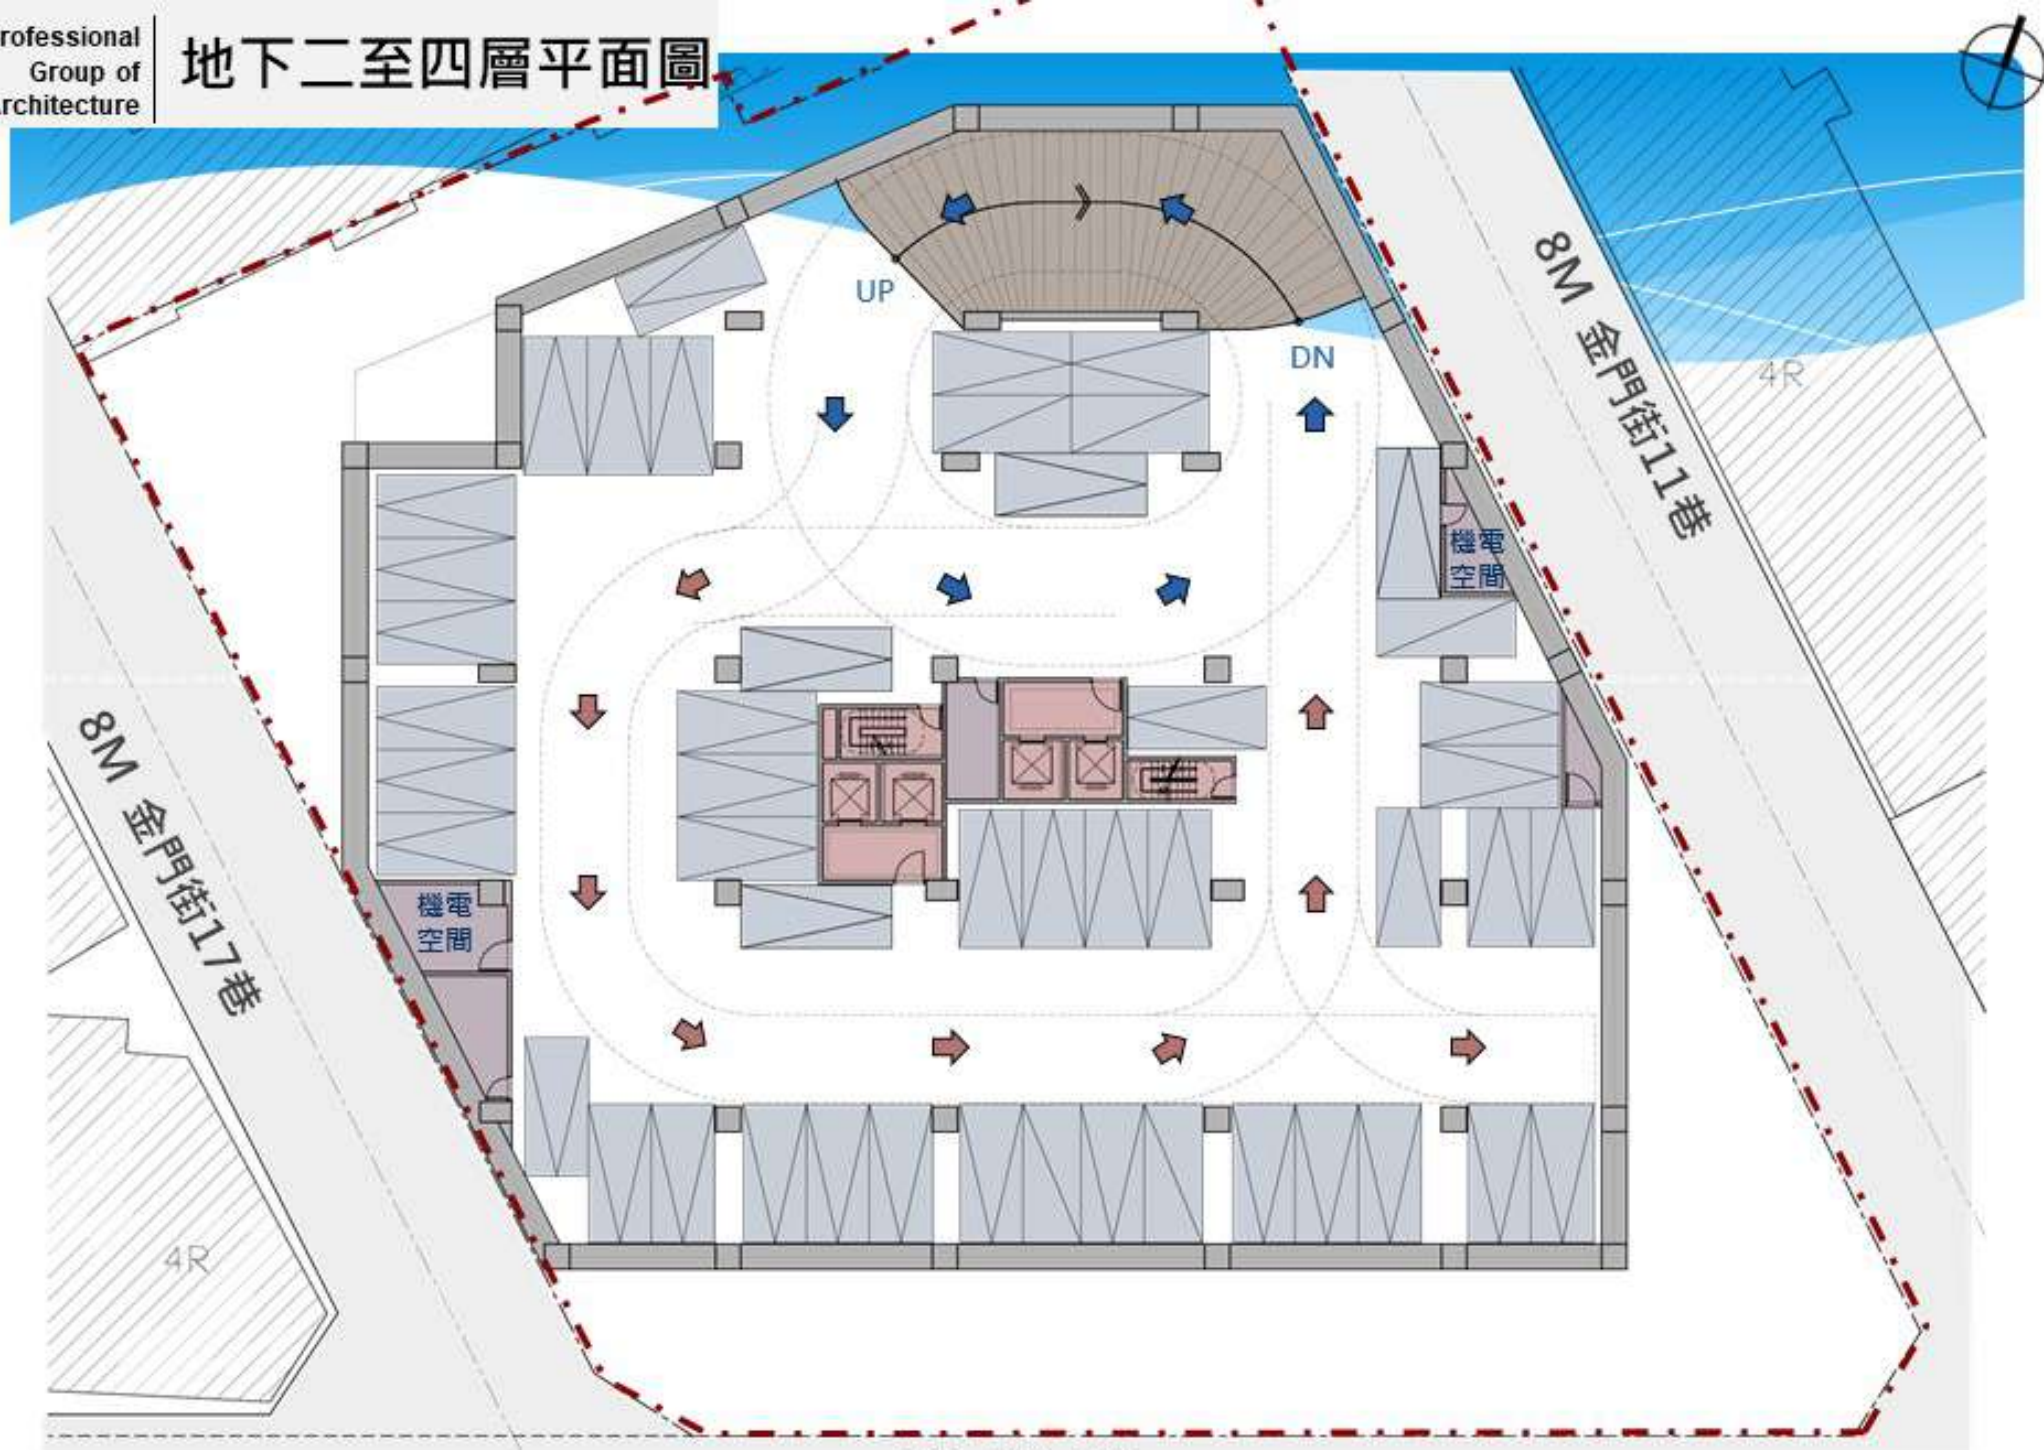 rofessional
Group of
Architecture
地下二至四層平面圖
UP
DN
8M 金門街11巷
4R
機電
空間
8M 金門街17巷
機電
空間
4R